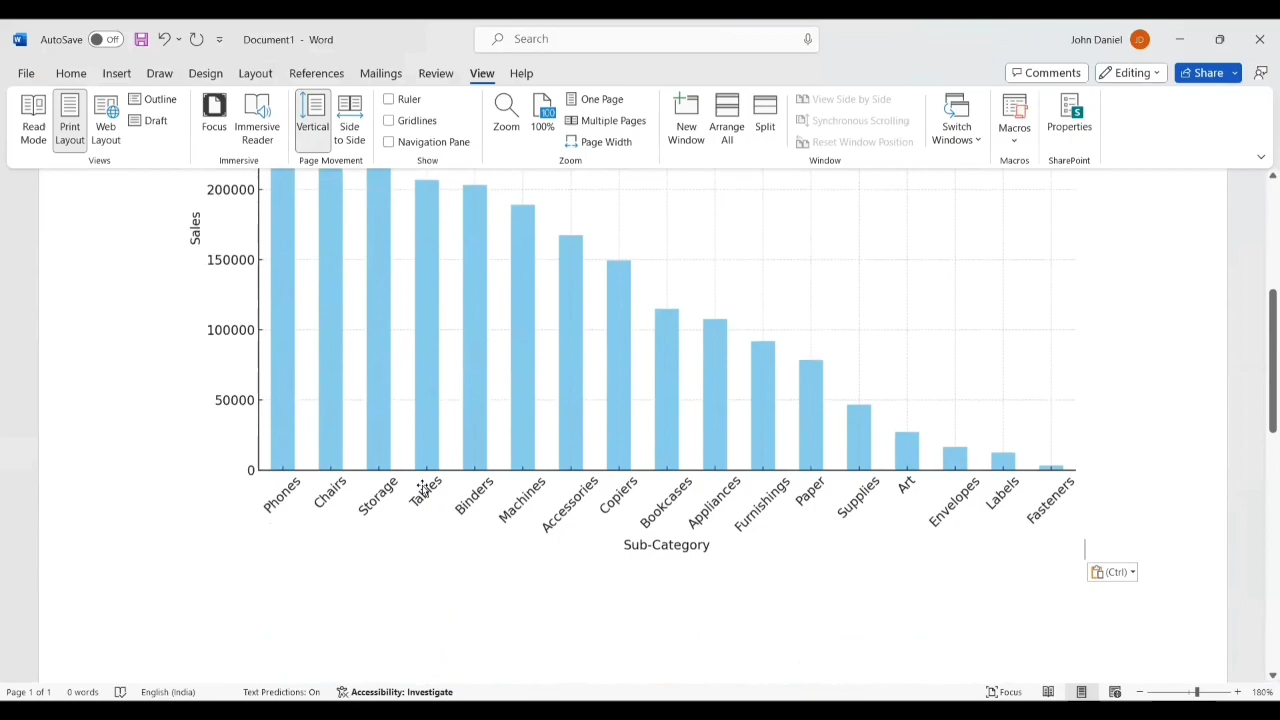 AutoSave Off Document1 - Word Search John Daniel JD
File Home Insert Draw Design Layout References Mailings Review View Help Comments Editing Share
Read Mode
Print Layout
Web Layout
Outline
Draft
Views
Focus
Immersive Reader
Immersive
Vertical
Side to Side
Page Movement
Ruler
Gridlines
Navigation Pane
Show
Zoom
100
100%
One Page
Multiple Pages
Page Width
Zoom
New Window
Arrange All
Split
View Side by Side
Synchronous Scrolling
Reset Window Position
Switch Windows
Window
Macros
Macros
S
Properties
SharePoint
200000
Sales
150000
100000
50000
0
Phones Chairs Storage Tables Binders Machines Accessories Copiers Bookcases Appliances Furnishings Paper Supplies Art Envelopes Labels Fasteners
Sub-Category
(Ctrl)
Page 1 of 1 0 words English (India) Text Predictions: On Accessibility: Investigate Focus 180%